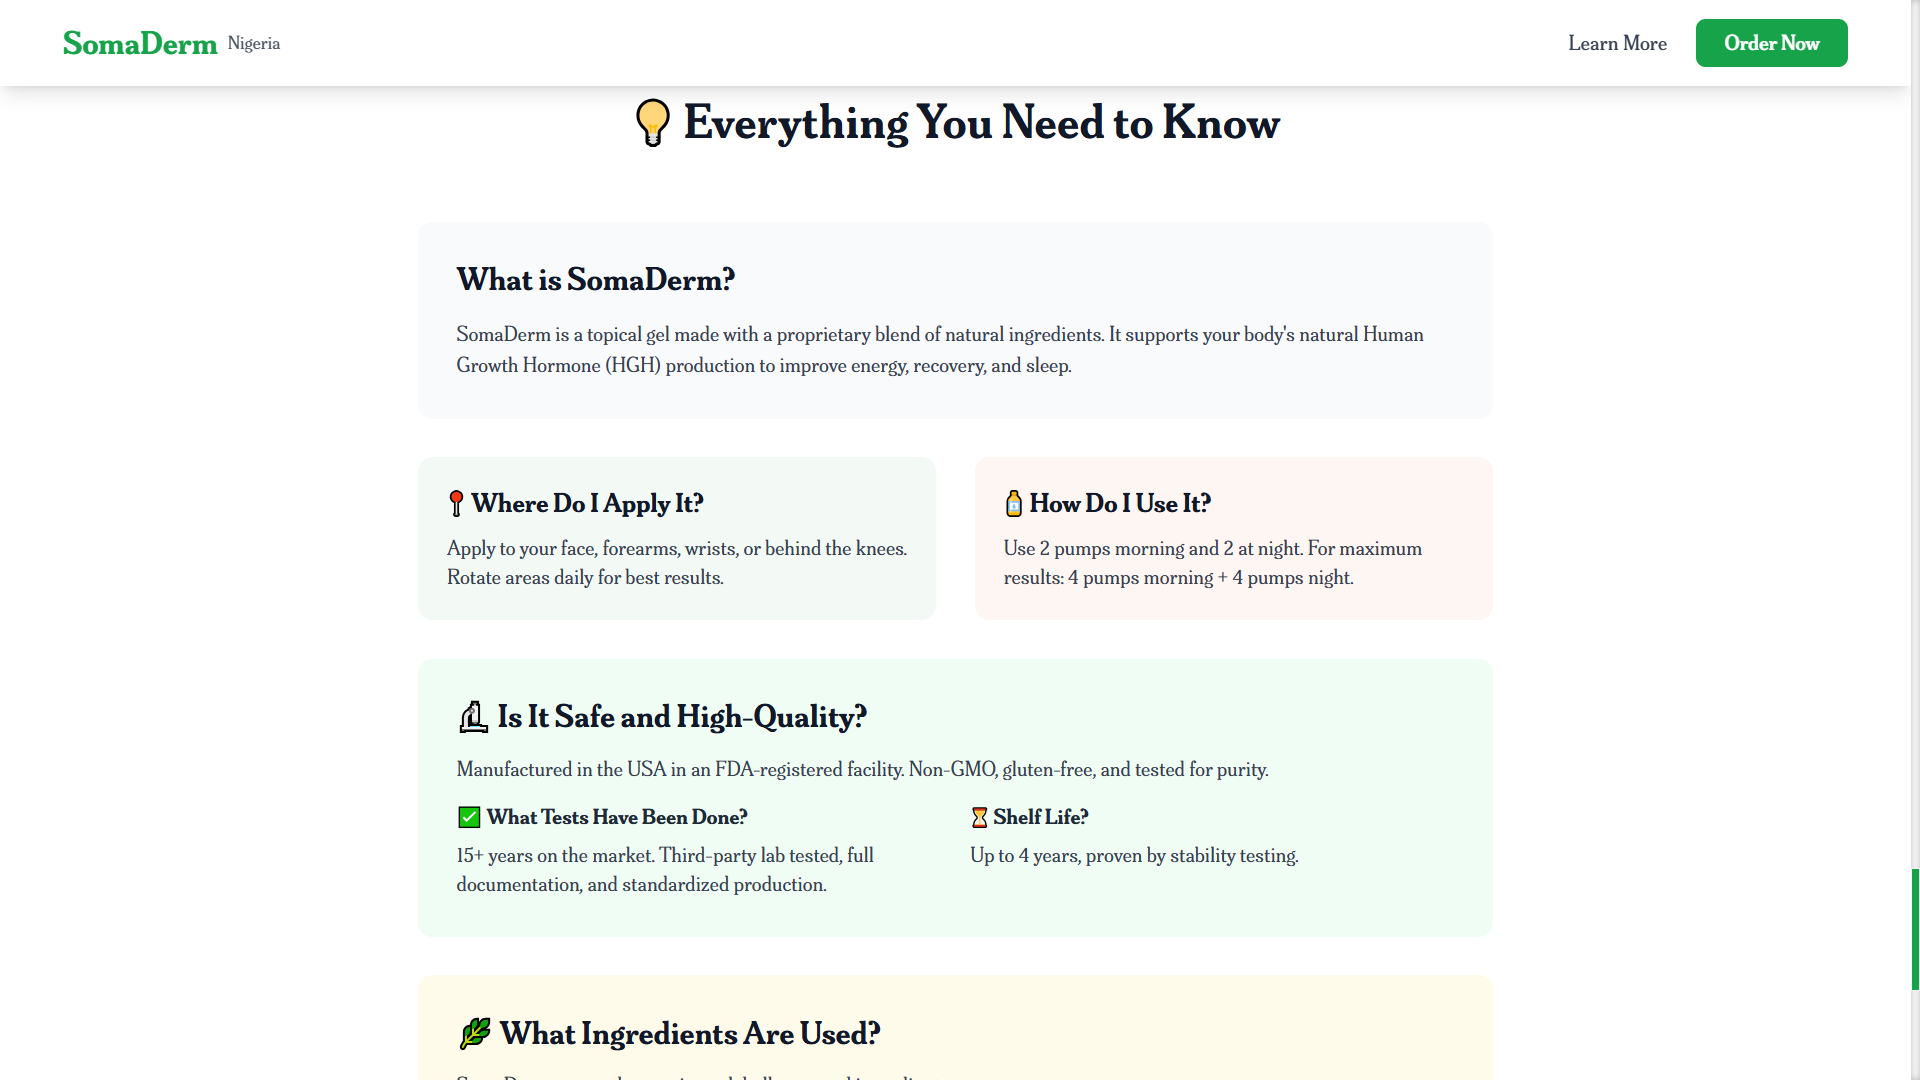 SomaDerm Nigeria
Learn More
Order Now
Everything You Need to Know
What is SomaDerm?
SomaDerm is a topical gel made with a proprietary blend of natural ingredients. It supports your body's natural Human
Growth Hormone (HGH) production to improve energy, recovery, and sleep.
Where Do I Apply It?
Apply to your face, forearms, wrists, or behind the knees.
Rotate areas daily for best results.
How Do I Use It?
Use 2 pumps morning and 2 at night. For maximum
results: 4 pumps morning + 4 pumps night.
Is It Safe and High-Quality?
Manufactured in the USA in an FDA-registered facility. Non-GMO, gluten-free, and tested for purity.
What Tests Have Been Done?
15+ years on the market. Third-party lab tested, full
documentation, and standardized production.
Shelf Life?
Up to 4 years, proven by stability testing.
What Ingredients Are Used?